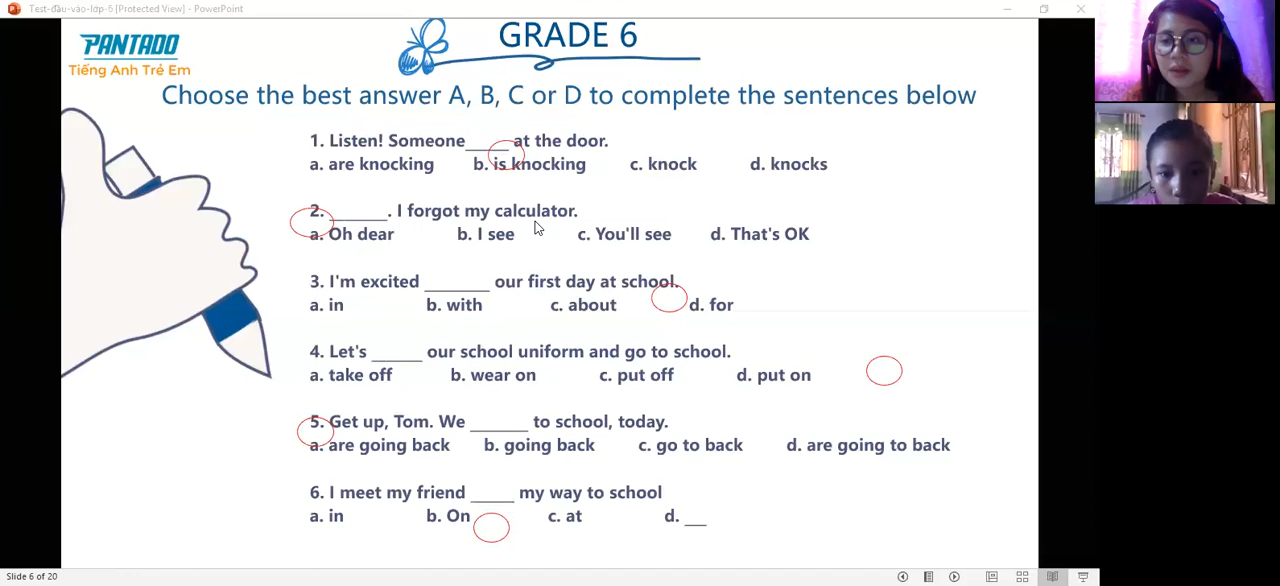 Test-đầu-vào-lớp-6 [Protected View] - PowerPoint
PANTADO
Tiếng Anh Trẻ Em
GRADE 6
Choose the best answer A, B, C or D to complete the sentences below
1. Listen! Someone_____ at the door.
a. are knocking b. is knocking c. knock d. knocks
2. _______. I forgot my calculator.
a. Oh dear b. I see c. You'll see d. That's OK
3. I'm excited ________ our first day at school.
a. in b. with c. about d. for
4. Let's ______ our school uniform and go to school.
a. take off b. wear on c. put off d. put on
5. Get up, Tom. We _______ to school, today.
a. are going back b. going back c. go to back d. are going to back
6. I meet my friend _____ my way to school
a. in b. On c. at d. ___
Slide 6 of 20